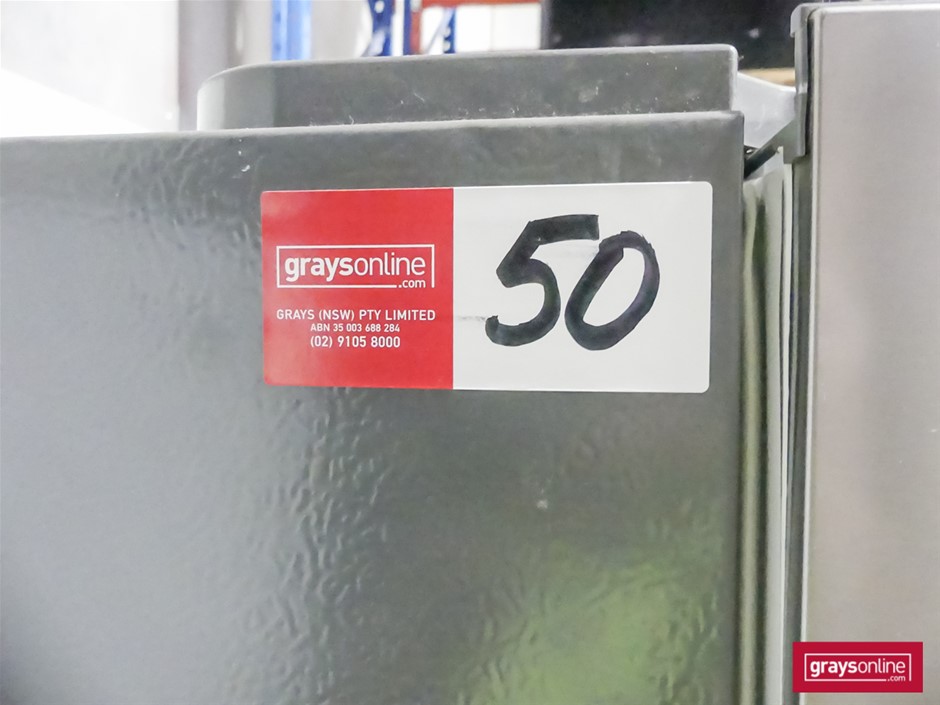 graysonline
.com
GRAYS (NSW) PTY LIMITED
ABN 35 003 688 284
(02) 9105 8000
50
graysonline
.com